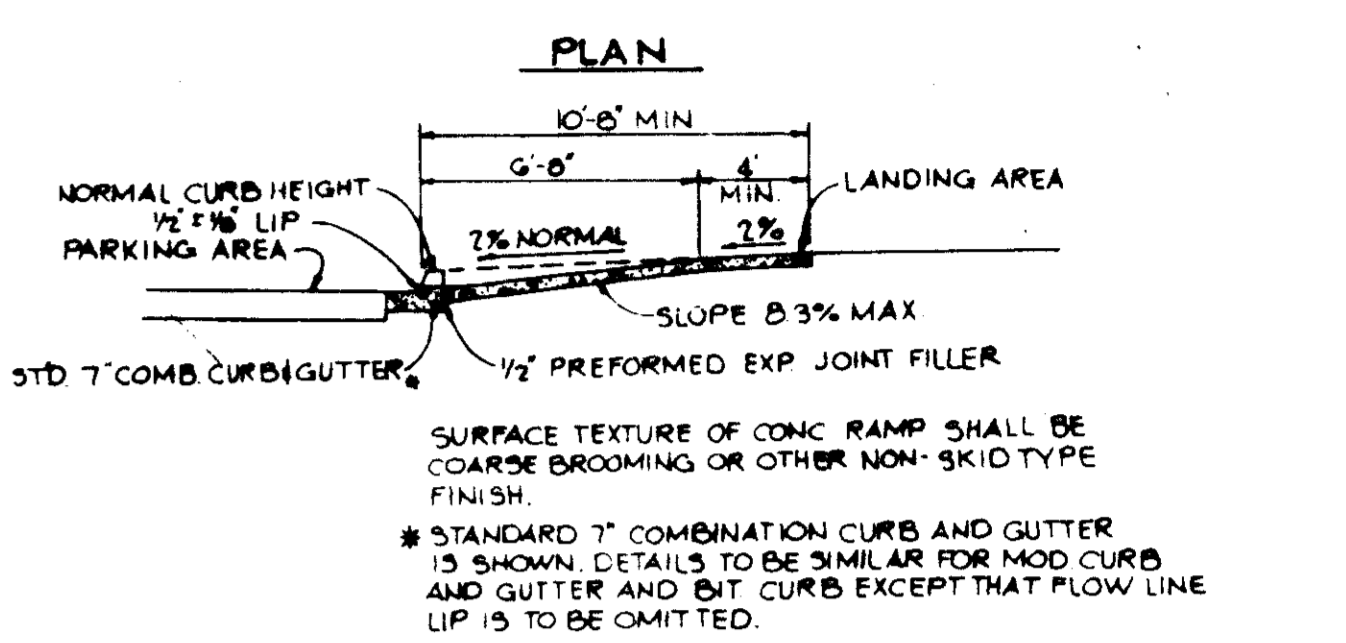 PLAN
10'-8" MIN
6'-8"
4'
MIN.
NORMAL CURB HEIGHT
LANDING AREA
1/2" ± 1/8" LIP
2% NORMAL
2%
PARKING AREA
SLOPE 8.3% MAX.
STD. 7" COMB. CURB & GUTTER *
1/2" PREFORMED EXP. JOINT FILLER
SURFACE TEXTURE OF CONC RAMP SHALL BE
COARSE BROOMING OR OTHER NON-SKID TYPE
FINISH.
* STANDARD 7" COMBINATION CURB AND GUTTER
IS SHOWN. DETAILS TO BE SIMILAR FOR MOD. CURB
AND GUTTER AND BIT. CURB EXCEPT THAT FLOW LINE
LIP IS TO BE OMITTED.